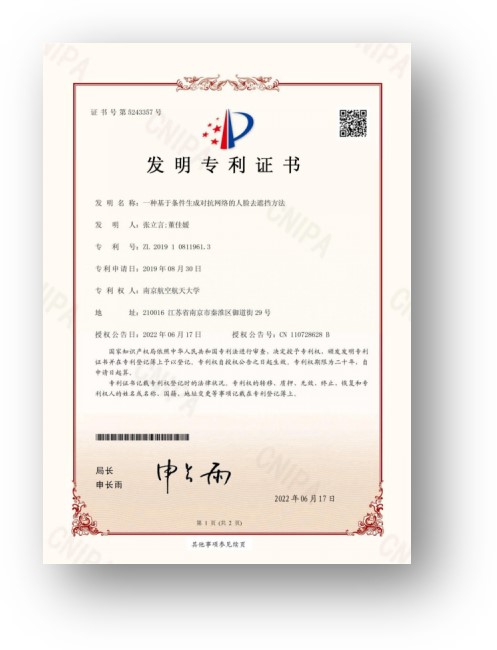 证书号第5243357号
发明专利证书
发 明 名 称：一种基于条件生成对抗网络的人脸去遮挡方法
发 明 人：张立言;董佳媛
专 利 号：ZL 2019 1 0811961.3
专利申请日：2019年08月30日
专 利 权 人：南京航空航天大学
地 址：210016 江苏省南京市秦淮区御道街29号
授权公告日：2022年06月17日 授权公告号：CN 110728628 B
国家知识产权局依照中华人民共和国专利法进行审查，决定授予专利权，颁发发明专利
证书并在专利登记簿上予以登记。专利权自授权公告之日起生效。专利权期限为二十年，自
申请日起算。
专利证书记载专利权登记时的法律状况。专利权的转移、质押、无效、终止、恢复和专
利权人的姓名或名称、国籍、地址变更等事项记载在专利登记簿上。
局长
申长雨
申长雨
2022年06月17日
第 1 页 (共 2 页)
其他事项参见续页
CNIPA
CNIPA
CNIPA
CNIPA
CNIPA